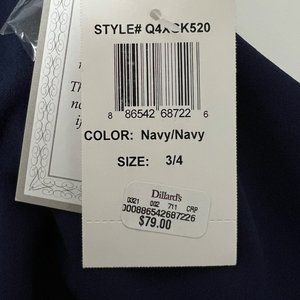 STYLE# Q4XCK520
8 86542 68722 6
COLOR: Navy/Navy
SIZE: 3/4
Dillard's
0021 002 711 CRP
000886542687226
$79.00